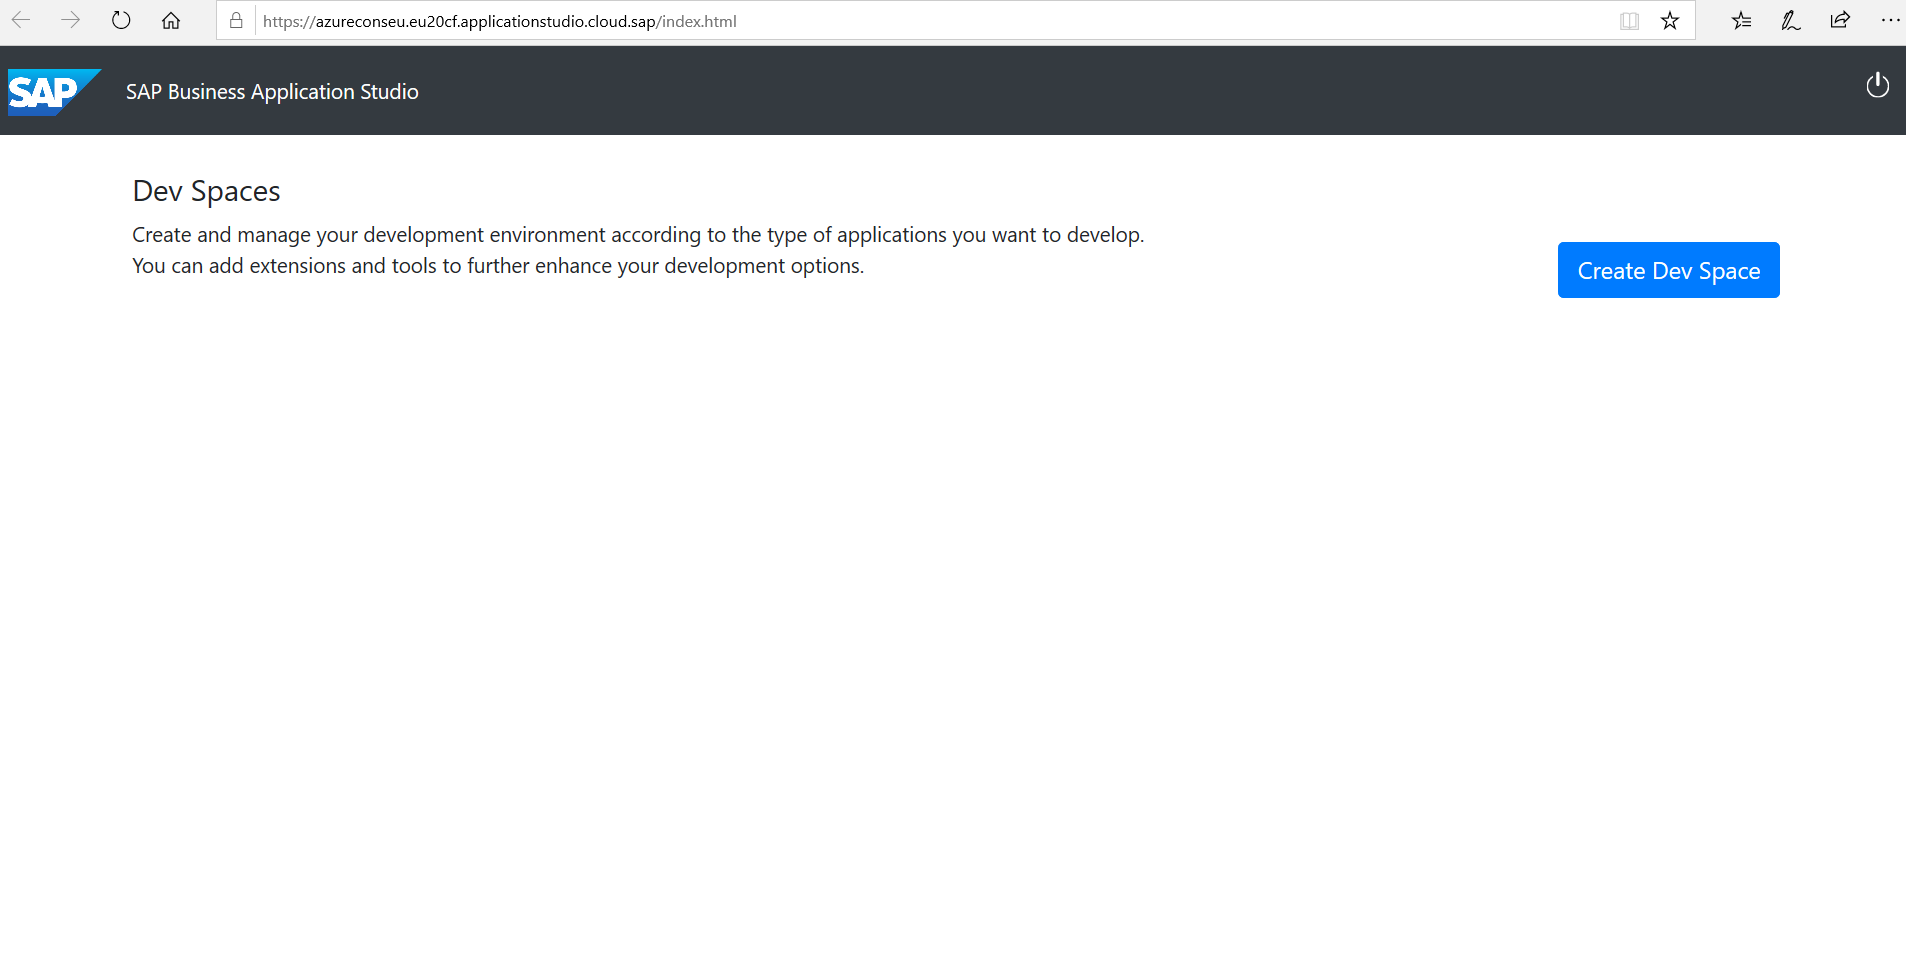 https://azureconseu.eu20cf.applicationstudio.cloud.sap/index.html
SAP
SAP Business Application Studio
Dev Spaces
Create and manage your development environment according to the type of applications you want to develop.
You can add extensions and tools to further enhance your development options.
Create Dev Space